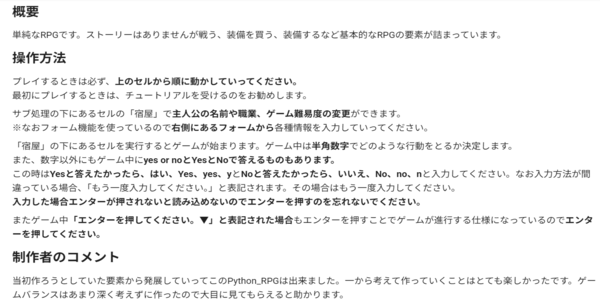 概要
単純なRPGです。ストーリーはありませんが戦う、装備を買う、装備するなど基本的なRPGの要素が詰まっています。
操作方法
プレイするときは必ず、上のセルから順に動かしていってください。
最初にプレイするときは、チュートリアルを受けるのをお勧めします。
サブ処理の下にあるセルの「宿屋」で主人公の名前や職業、ゲーム難易度の変更ができます。
※なおフォーム機能を使っているので右側にあるフォームから各種情報を入力していってください。
「宿屋」の下にあるセルを実行するとゲームが始まります。ゲーム中は半角数字でどのような行動をとるか決定します。
また、数字以外にもゲーム中にyes or noとYesとNoで答えるものもあります。
この時はYesと答えたかったら、はい、Yes、yes、yとNoと答えたかったら、いいえ、No、no、nと入力してください。なお入力方法が間
違っている場合、「もう一度入力してください。」と表記されます。その場合はもう一度入力してください。
入力した場合エンターが押されないと読み込めないのでエンターを押すのを忘れないでください。
またゲーム中「エンターを押してください。▼」と表記された場合もエンターを押すことでゲームが進行する仕様になっているのでエンタ
ーを押してください。
制作者のコメント
当初作ろうとしていた要素から発展していってこのPython_RPGは出来ました。一から考えて作っていくことはとても楽しかったです。ゲー
ムバランスはあまり深く考えずに作ったので大目に見てもらえると助かります。